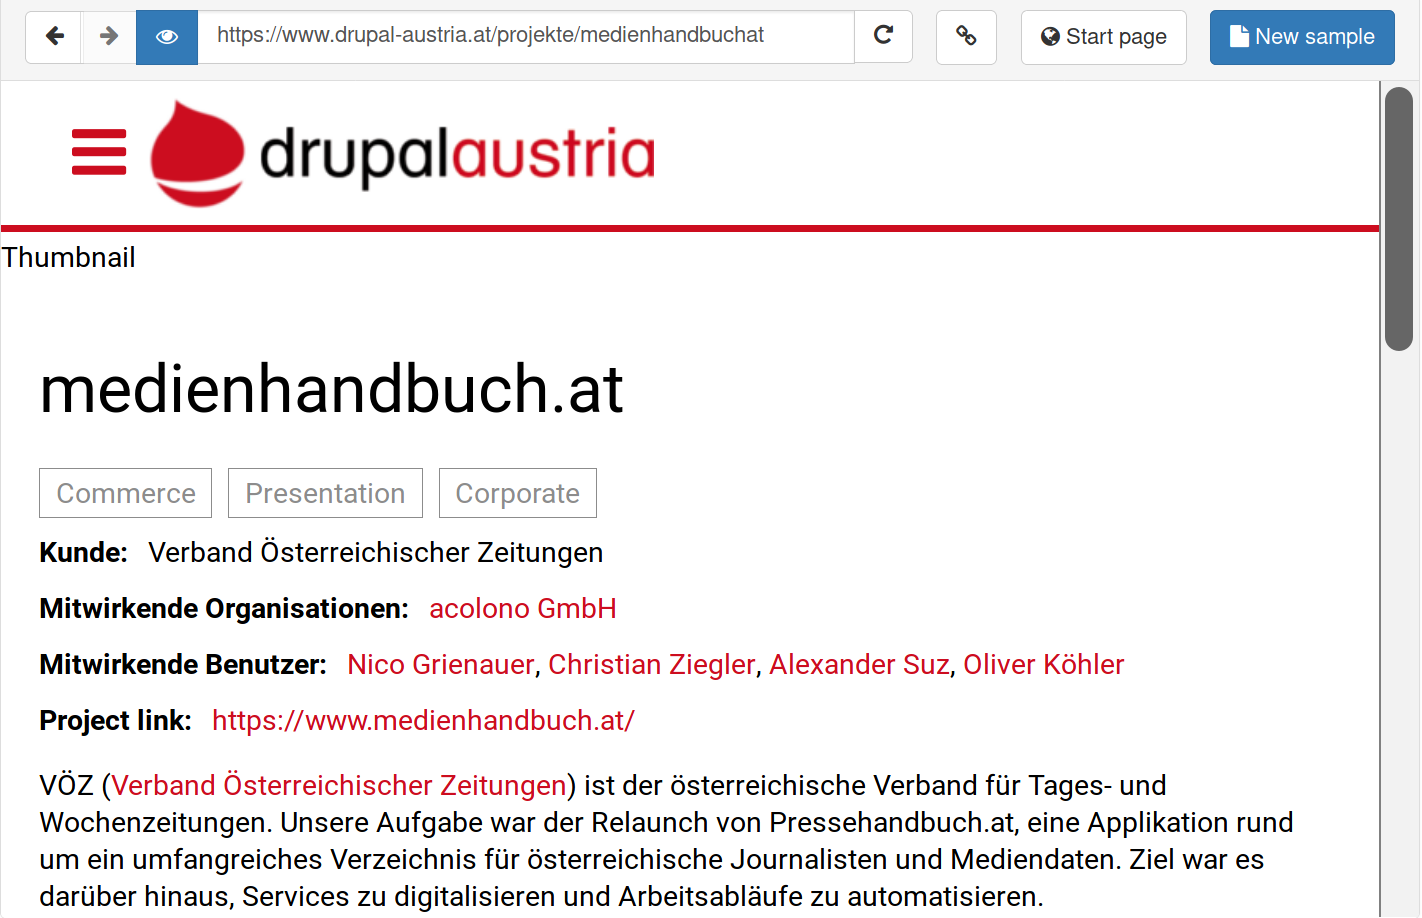 https://www.drupal-austria.at/projekte/medienhandbuchat
Start page
New sample
drupalaustria
Thumbnail
medienhandbuch.at
Commerce Presentation Corporate
Kunde: Verband Österreichischer Zeitungen
Mitwirkende Organisationen: acolono GmbH
Mitwirkende Benutzer: Nico Grienauer, Christian Ziegler, Alexander Suz, Oliver Köhler
Project link: https://www.medienhandbuch.at/
VÖZ (Verband Österreichischer Zeitungen) ist der österreichische Verband für Tages- und
Wochenzeitungen. Unsere Aufgabe war der Relaunch von Pressehandbuch.at, eine Applikation rund
um ein umfangreiches Verzeichnis für österreichische Journalisten und Mediendaten. Ziel war es
darüber hinaus, Services zu digitalisieren und Arbeitsabläufe zu automatisieren.